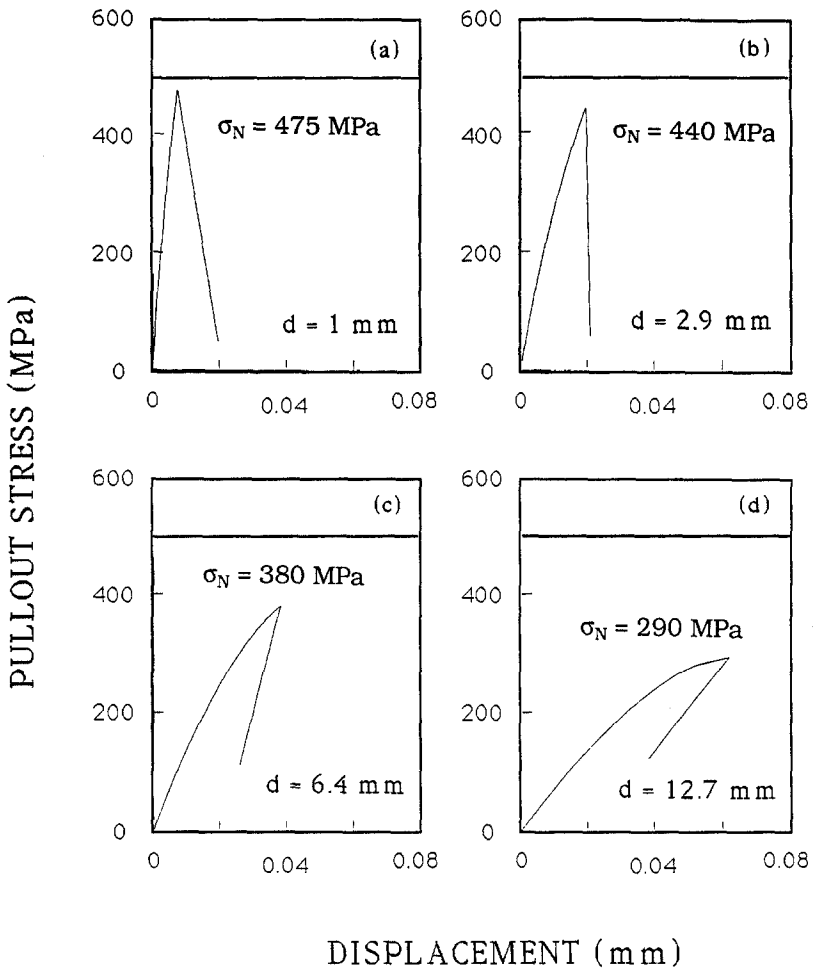 PULLOUT STRESS (MPa)
600
400
200
0
(a)
σN = 475 MPa
d = 1 mm
0
0.04
0.08
600
400
200
0
(b)
σN = 440 MPa
d = 2.9 mm
0
0.04
0.08
600
400
200
0
(c)
σN = 380 MPa
d = 6.4 mm
0
0.04
0.08
600
400
200
0
(d)
σN = 290 MPa
d = 12.7 mm
0
0.04
0.08
DISPLACEMENT (mm)